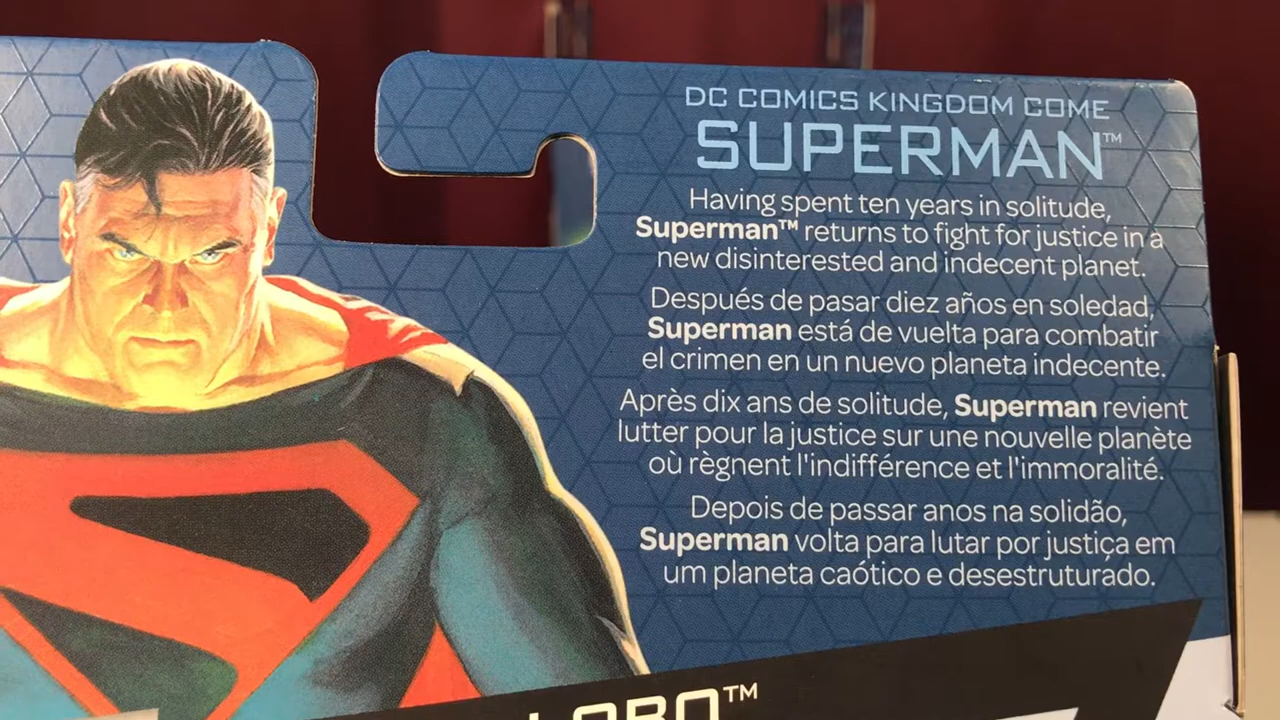 DC COMICS KINGDOM COME
SUPERMAN™
Having spent ten years in solitude,
Superman™ returns to fight for justice in a
new disinterested and indecent planet.
Después de pasar diez años en soledad,
Superman está de vuelta para combatir
el crimen en un nuevo planeta indecente.
Après dix ans de solitude, Superman revient
lutter pour la justice sur une nouvelle planète
où règnent l'indifférence et l'immoralité.
Depois de passar anos na solidão,
Superman volta para lutar por justiça em
um planeta caótico e desestruturado.
LOBO™